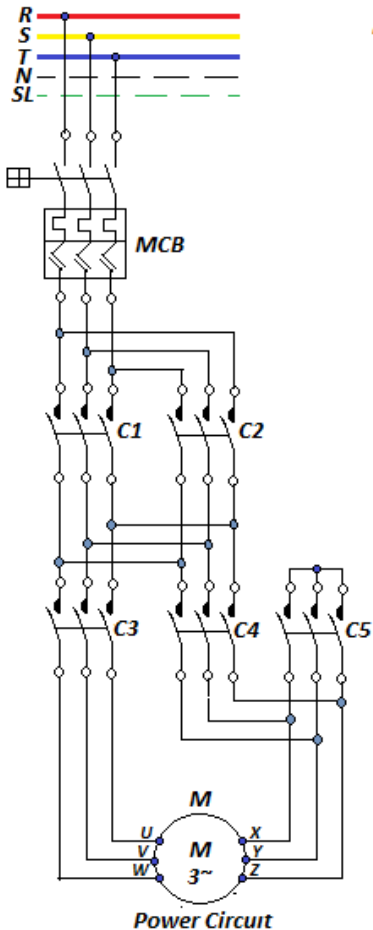 R
S
T
N
SL
MCB
C1 C2
C3 C4 C5
M
U X
V M Y
W 3~ Z
Power Circuit